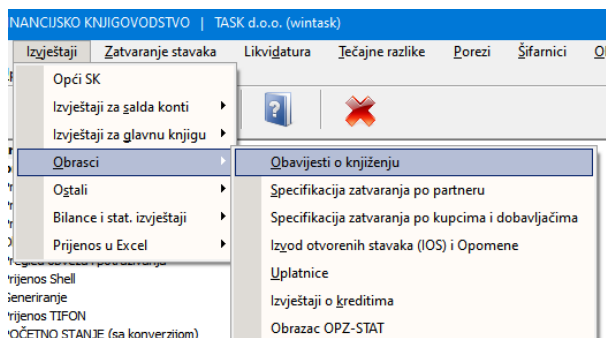 NANCIJSKO KNJIGOVODSTVO | TASK d.o.o. (wintask)
Izvještaji Zatvaranje stavaka Likvidatura Tečajne razlike Porezi Šifarnici
Opći SK
Izvještaji za salda konti
Izvještaji za glavnu knjigu
Obrasci
Obavijesti o knjiženju
Ostali
Specifikacija zatvaranja po partneru
Bilance i stat. izvještaji
Specifikacija zatvaranja po kupcima i dobavljačima
Prijenos u Excel
Izvod otvorenih stavaka (IOS) i Opomene
Uplatnice
rijenos Shell
Generiranje
Izvještaji o kreditima
rijenos TIFON
Obrazac OPZ-STAT
POČETNO STANJE (sa konverzijom)